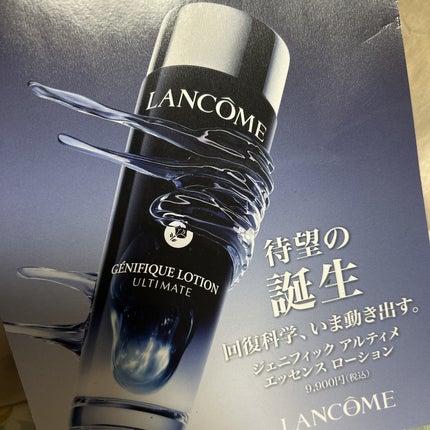 LANCÔME
GÉNIFIQUE LOTION
ULTIMATE
待望の
誕生
回復科学、いま動き出す。
ジェニフィック アルティメ
エッセンス ローション
9,900円(税込)
LANCÔME